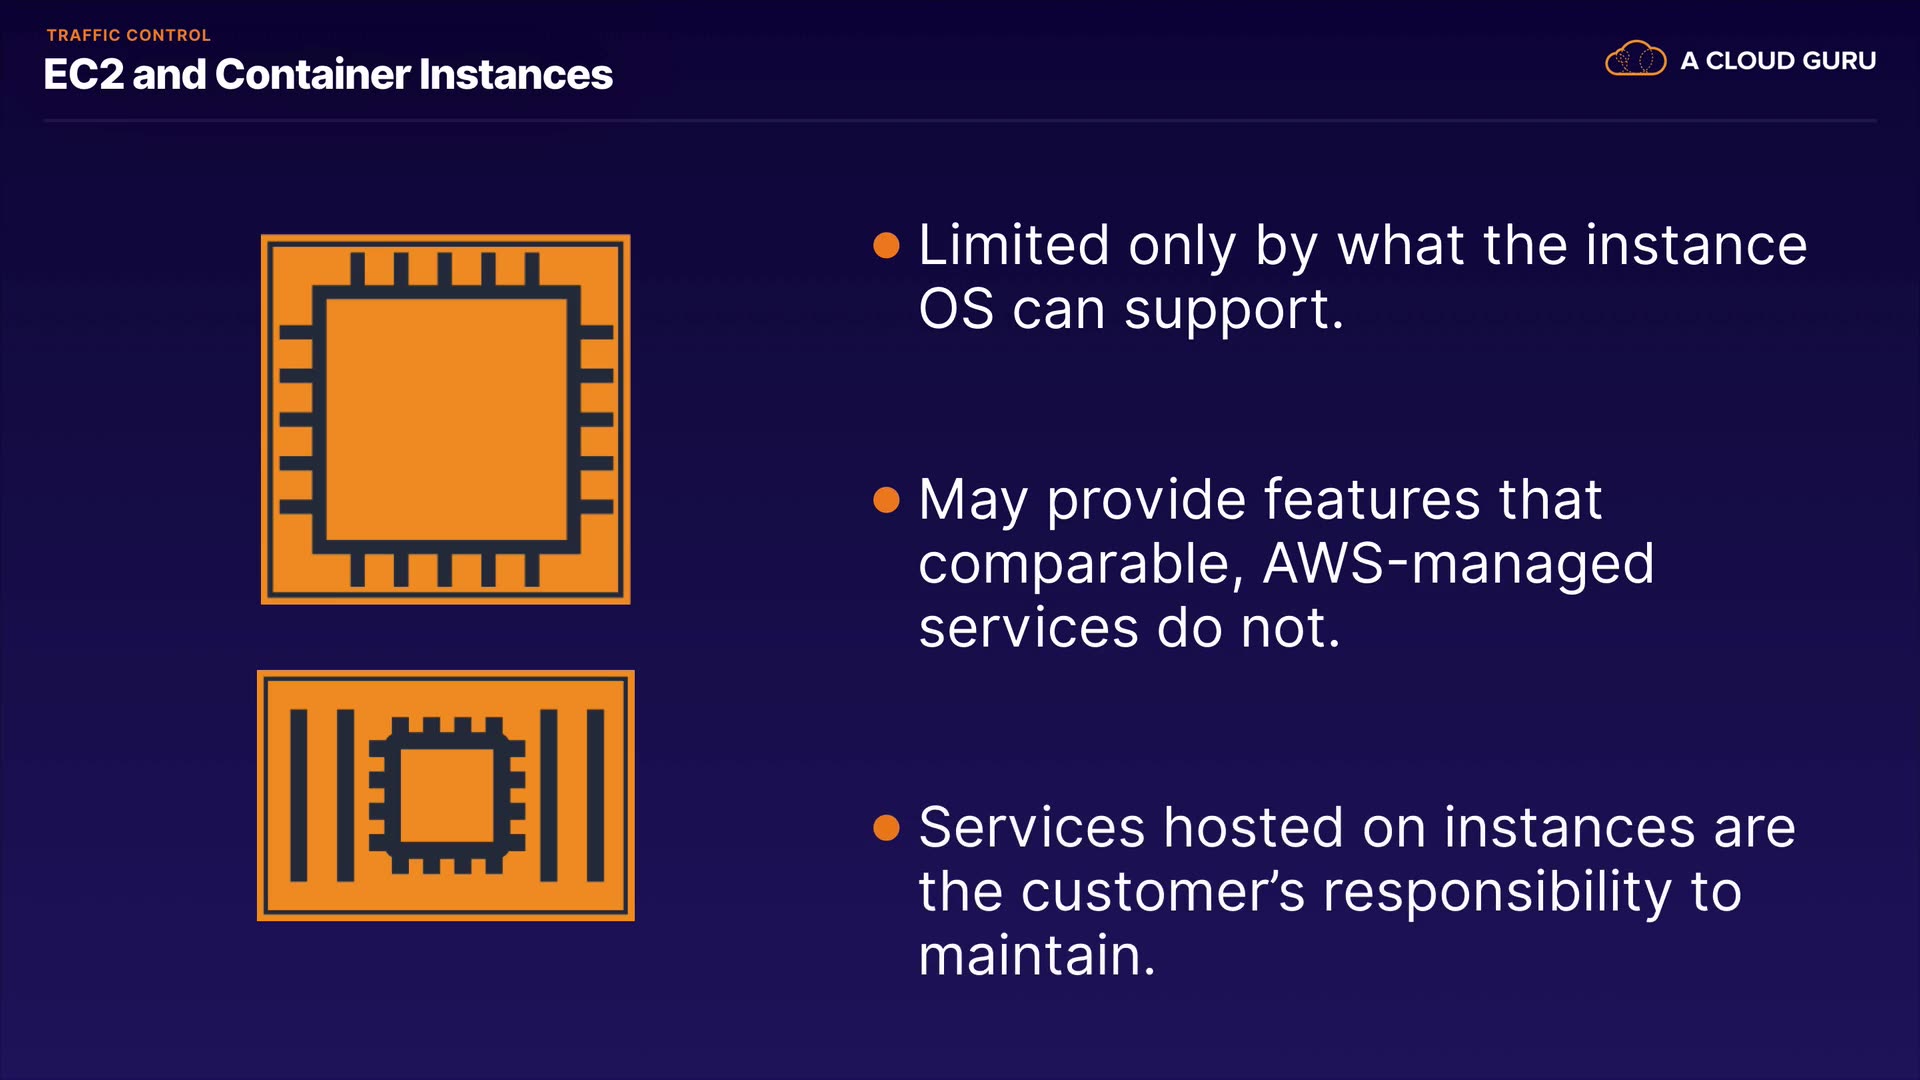 TRAFFIC CONTROL
EC2 and Container Instances
A CLOUD GURU
Limited only by what the instance
OS can support.
May provide features that
comparable, AWS-managed
services do not.
Services hosted on instances are
the customer’s responsibility to
maintain.